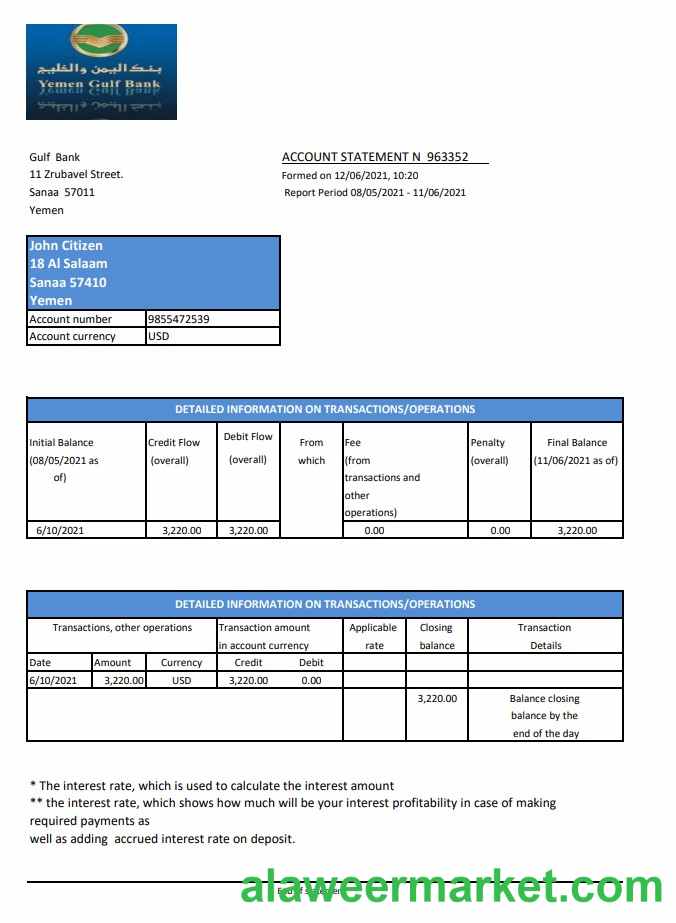 بنك اليمن والخليج
Yemen Gulf Bank
Gulf Bank
11 Zrubavel Street.
Sanaa 57011
Yemen
ACCOUNT STATEMENT N 963352
Formed on 12/06/2021, 10:20
Report Period 08/05/2021 - 11/06/2021
John Citizen
18 Al Salaam
Sanaa 57410
Yemen
Account number 9855472539
Account currency USD
DETAILED INFORMATION ON TRANSACTIONS/OPERATIONS
Initial Balance
(08/05/2021 as
of)
Credit Flow
(overall)
Debit Flow
(overall)
From
which
Fee
(from
transactions and
other
operations)
Penalty
(overall)
Final Balance
(11/06/2021 as of)
6/10/2021 3,220.00 3,220.00 0.00 0.00 3,220.00
DETAILED INFORMATION ON TRANSACTIONS/OPERATIONS
Transactions, other operations
Transaction amount
in account currency
Applicable
rate
Closing
balance
Transaction
Details
Date Amount Currency Credit Debit
6/10/2021 3,220.00 USD 3,220.00 0.00
3,220.00
Balance closing
balance by the
end of the day
* The interest rate, which is used to calculate the interest amount
** the interest rate, which shows how much will be your interest profitability in case of making
required payments as
well as adding accrued interest rate on deposit.
End of statement
alaweermarket.com